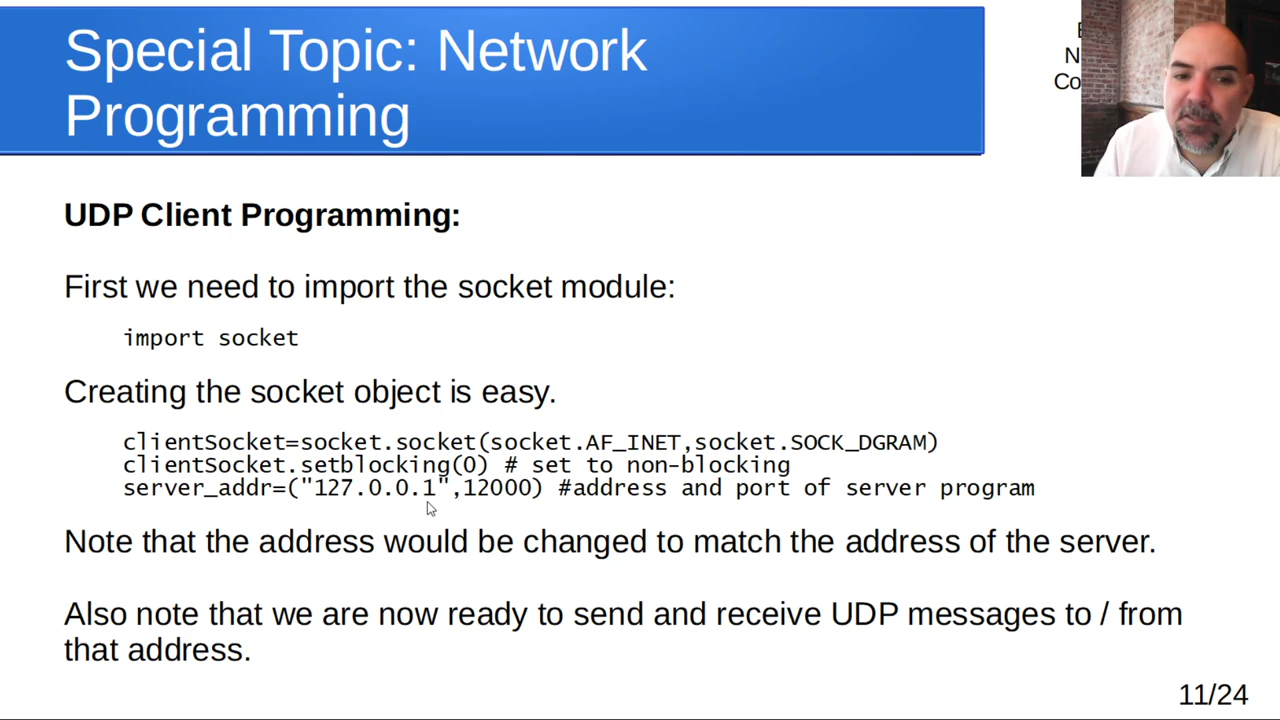 Special Topic: Network
Programming
UDP Client Programming:
First we need to import the socket module:
import socket
Creating the socket object is easy.
clientSocket=socket.socket(socket.AF_INET,socket.SOCK_DGRAM)
clientSocket.setblocking(0) # set to non-blocking
server_addr=("127.0.0.1",12000) #address and port of server program
Note that the address would be changed to match the address of the server.
Also note that we are now ready to send and receive UDP messages to / from
that address.
11/24